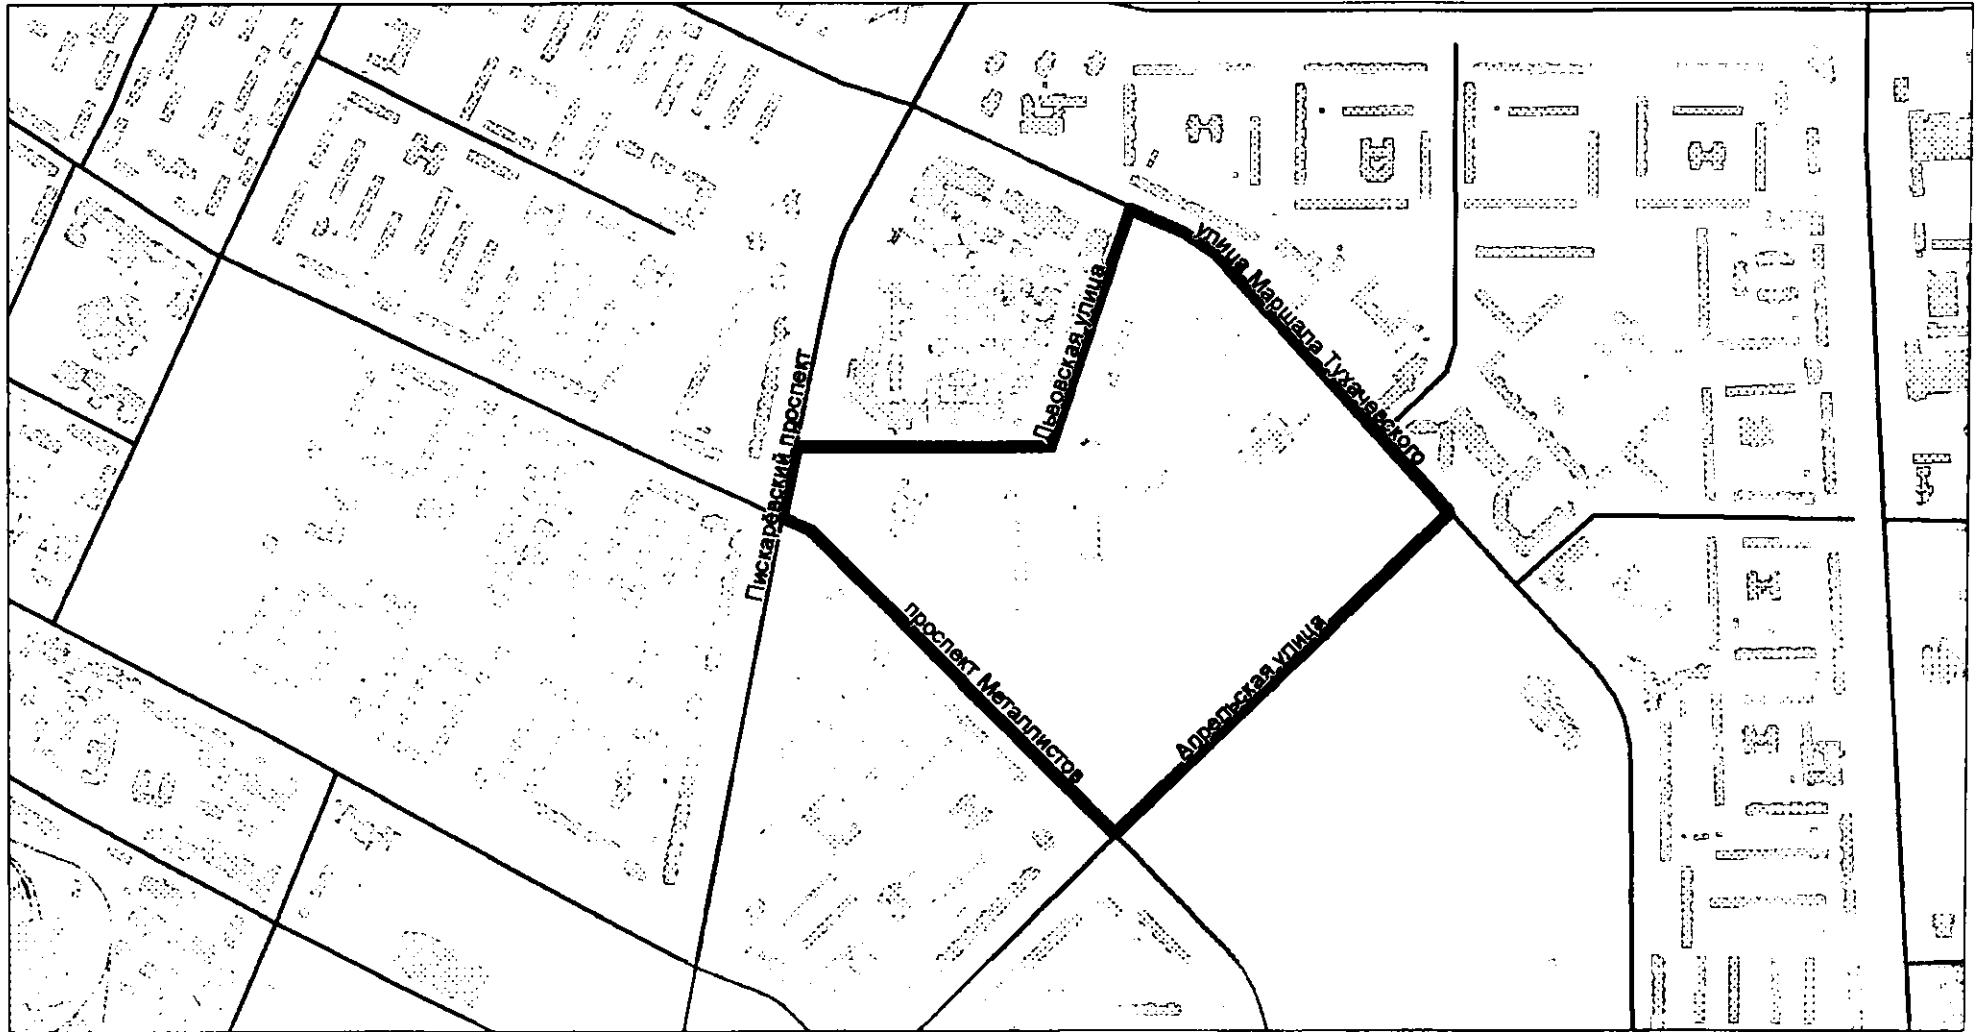 улица Маршала Тухачевского
Львовская улица
Пискарёвский проспект
проспект Металлистов
Апрельская улица